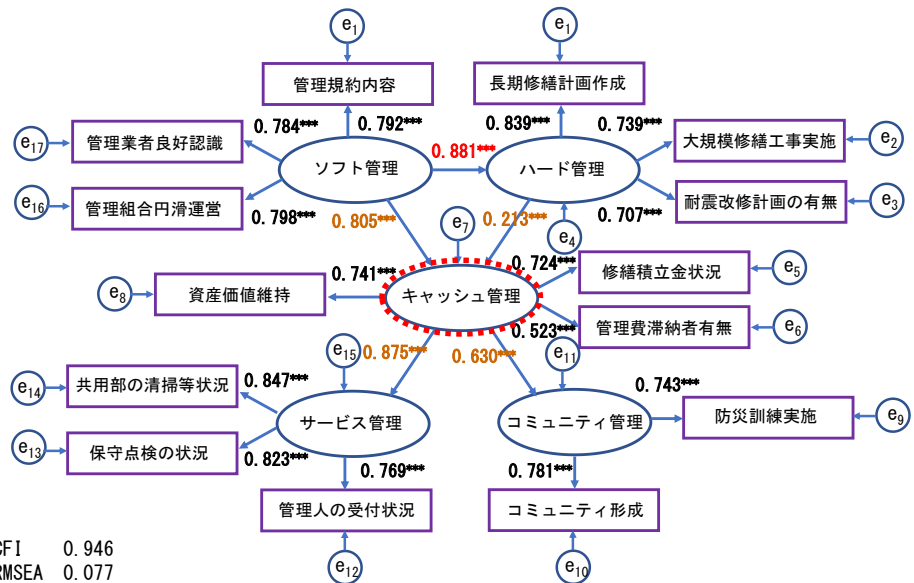 e1
e1
管理規約内容
長期修繕計画作成
0.784***
0.792***
0.839***
0.739***
e17
管理業者良好認識
大規模修繕工事実施
e2
ソフト管理
0.881***
ハード管理
e16
管理組合円滑運営
耐震改修計画の有無
e3
0.798***
0.805***
0.213***
0.707***
e7
e4
0.741***
0.724***
修繕積立金状況
e5
e8
資産価値維持
キャッシュ管理
管理費滞納者有無
e6
0.523***
e15
0.875***
0.630***
e11
e14
共用部の清掃等状況
0.847***
0.743***
サービス管理
コミュニティ管理
防災訓練実施
e9
e13
保守点検の状況
0.823***
0.769***
0.781***
管理人の受付状況
コミュニティ形成
CFI 0.946
RMSEA 0.077
e12
e10